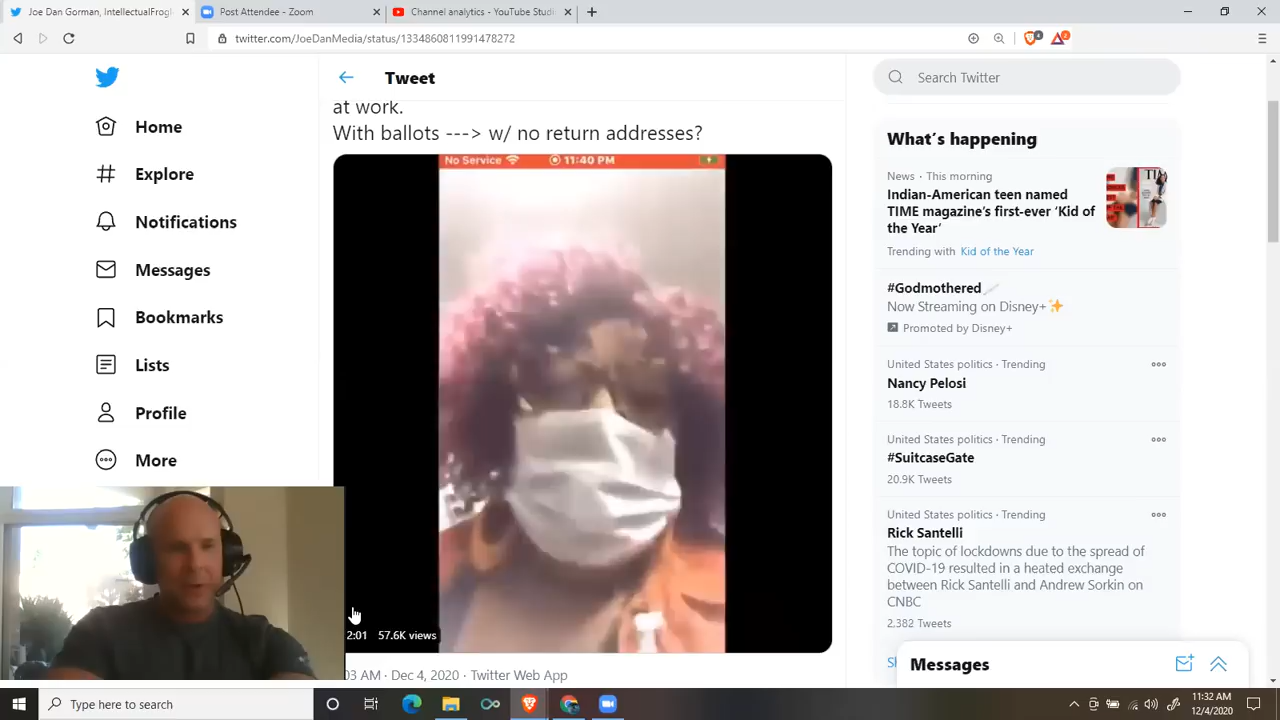 Joe Dan Gorman, IntellectualFrogl
Post Attendee - Zoom
Channel analytics - YouTube Studi
twitter.com/JoeDanMedia/status/1334860811991478272
Home
Explore
Notifications
Messages
Bookmarks
Lists
Profile
More
Tweet
at work.
With ballots ---> w/ no return addresses?
No Service
11:40 PM
2:01 57.6K views
03 AM · Dec 4, 2020 · Twitter Web App
Search Twitter
What's happening
News · This morning
Indian-American teen named
TIME magazine's first-ever 'Kid of
the Year'
Trending with Kid of the Year
#Godmothered
Now Streaming on Disney+
Promoted by Disney+
United States politics · Trending
Nancy Pelosi
18.8K Tweets
United States politics · Trending
#SuitcaseGate
20.9K Tweets
United States politics · Trending
Rick Santelli
The topic of lockdowns due to the spread of
COVID-19 resulted in a heated exchange
between Rick Santelli and Andrew Sorkin on
CNBC
2,382 Tweets
Messages
Type here to search
11:32 AM
12/4/2020